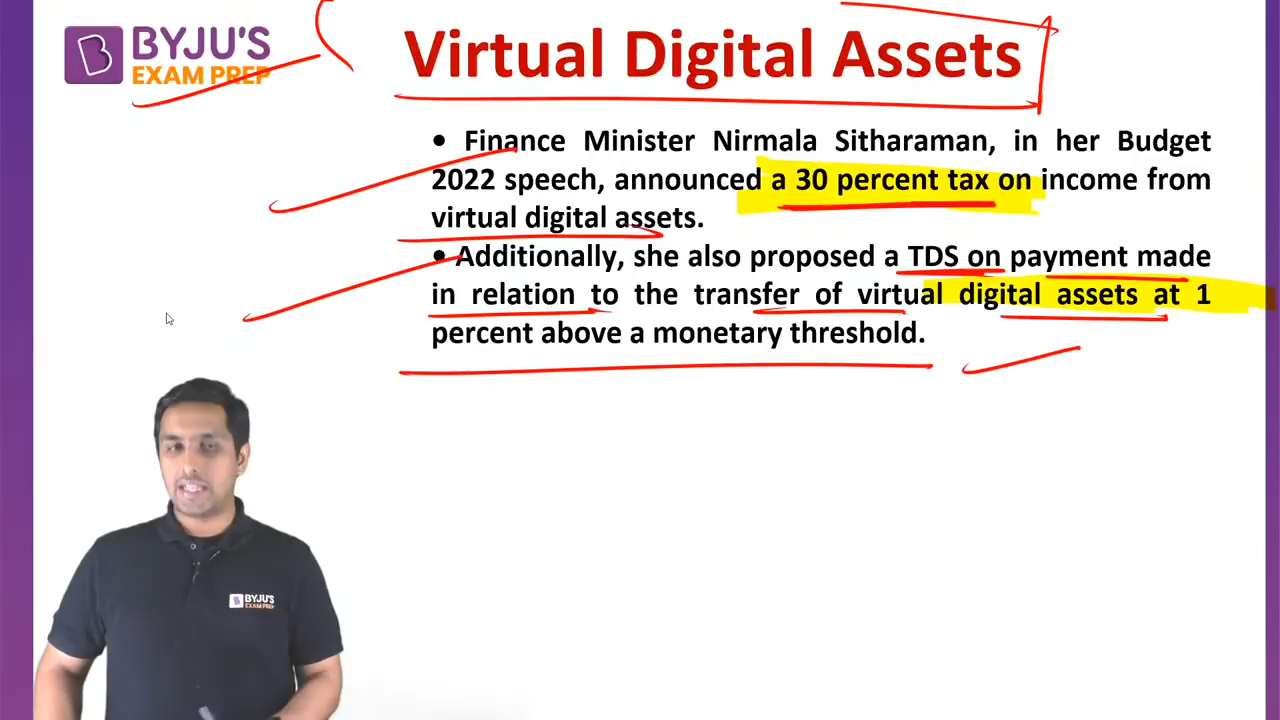 BYJU'S
EXAM PREP
Virtual Digital Assets
• Finance Minister Nirmala Sitharaman, in her Budget
2022 speech, announced a 30 percent tax on income from
virtual digital assets.
• Additionally, she also proposed a TDS on payment made
in relation to the transfer of virtual digital assets at 1
percent above a monetary threshold.
BYJU'S
EXAM PREP